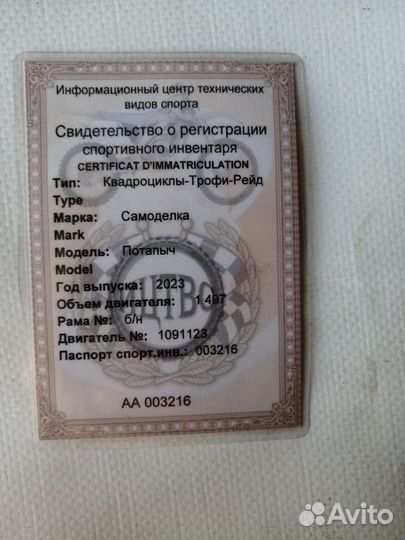 Информационный центр технических
видов спорта
Свидетельство о регистрации
спортивного инвентаря
CERTIFICAT D'IMMATRICULATION
Тип: Квадроциклы-Трофи-Рейд
Type
Марка: Самоделка
Mark
Модель: Потапыч
Model
Год выпуска: 2023
Объем двигателя: 1 497
Рама №: б/н
Двигатель №: 1091123
Паспорт спорт.инв.: 003216
ЦТВС
АА 003216
Avito